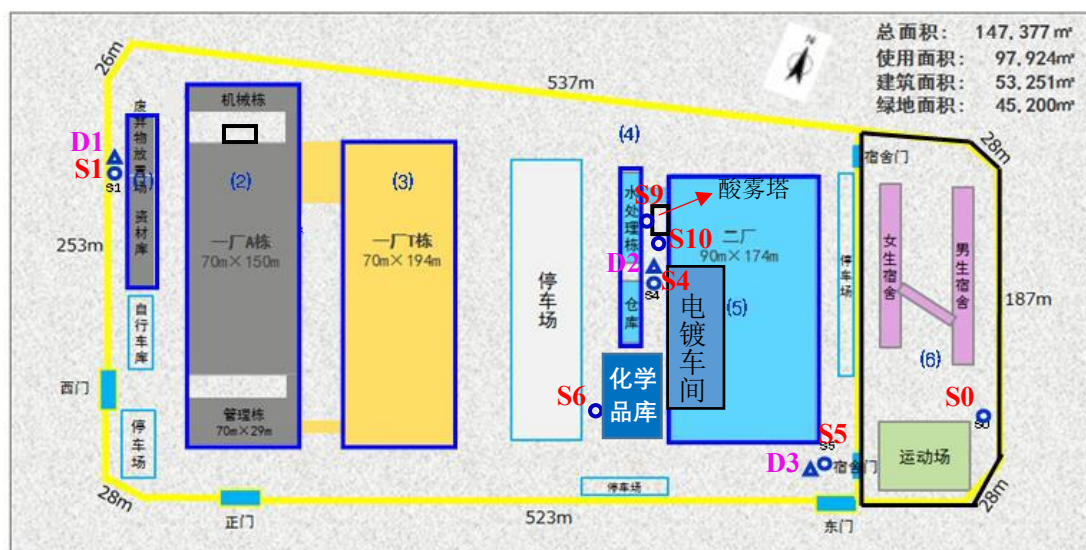 总面积: 147,377㎡
使用面积: 97,924㎡
建筑面积: 53,251㎡
绿地面积: 45,200㎡
N
26m
537m
28m
253m
187m
28m
523m
28m
废弃物放置场
资材库
(1)
D1
S1
S1
自行车库
西门
停车场
正门
机械栋
(2)
一厂A栋
70m×150m
管理栋
70m×29m
(3)
一厂T栋
70m×194m
停车场
(4)
水处理栋
仓库
S9
酸雾塔
S10
D2
S4
S4
二厂
90m×174m
(5)
电镀车间
化学品库
S6
停车场
S5
S5
D3
宿舍门
东门
宿舍门
停车场
女生宿舍
男生宿舍
(6)
S0
S0
运动场